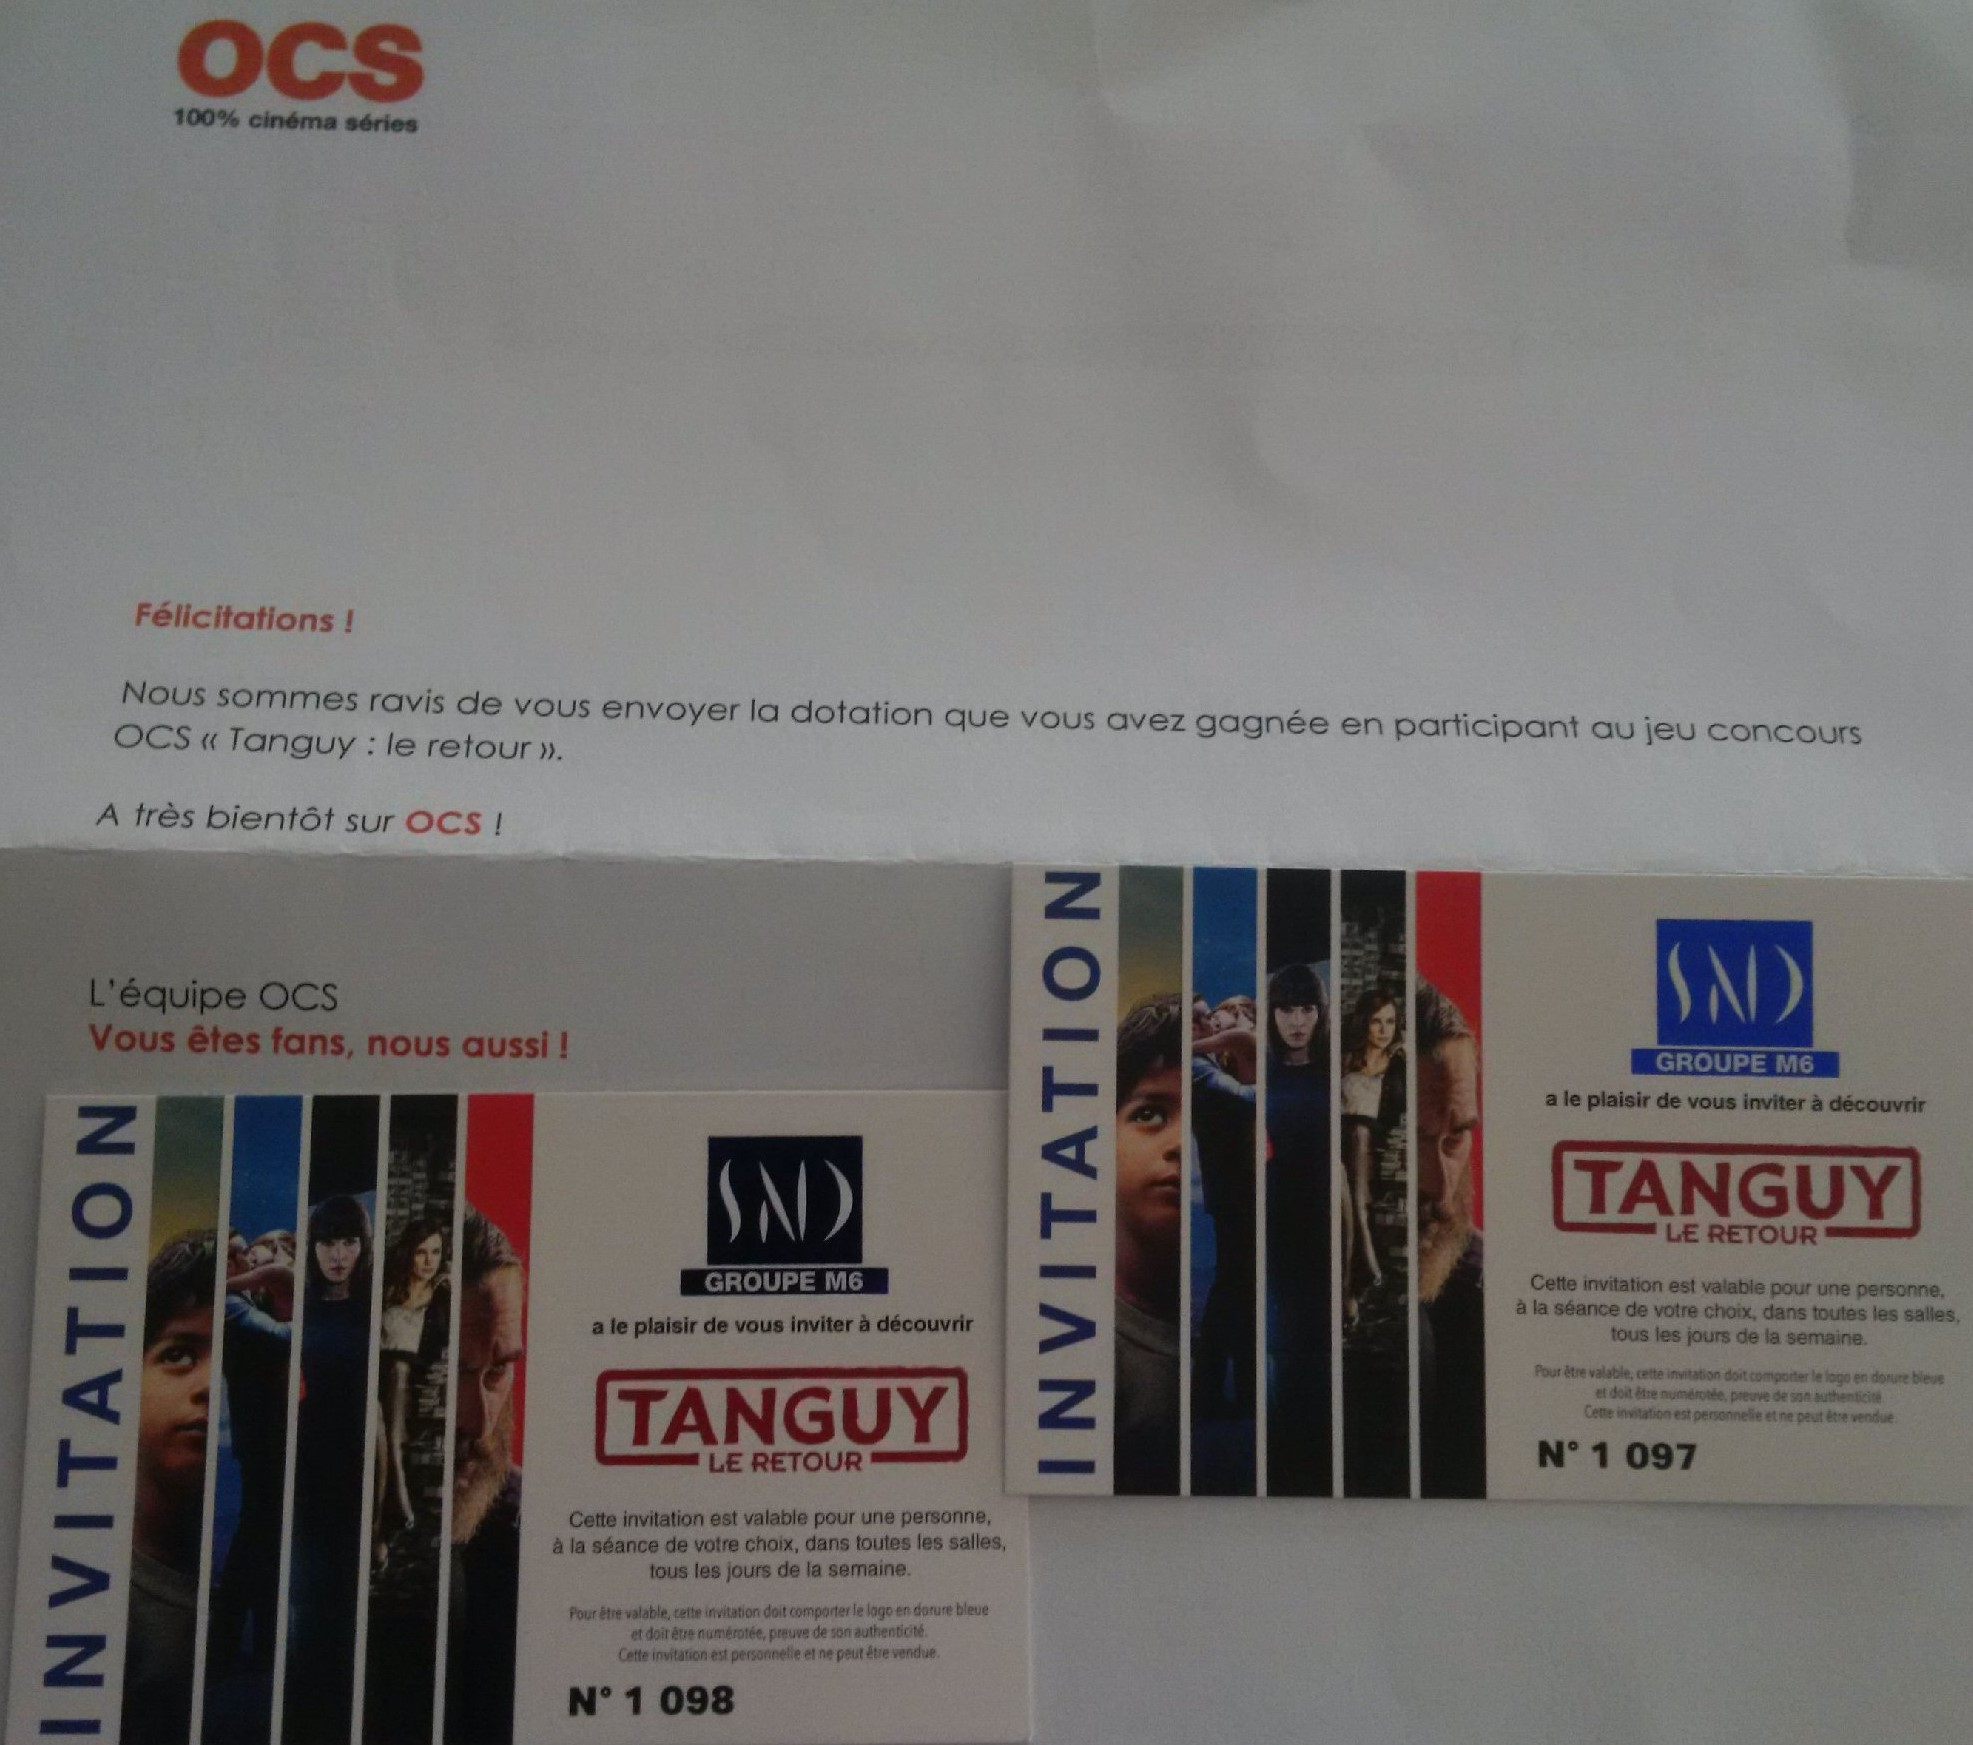 OCS
100% cinéma séries
Félicitations !
Nous sommes ravis de vous envoyer la dotation que vous avez gagnée en participant au jeu concours
OCS « Tanguy : le retour ».
A très bientôt sur OCS !
L'équipe OCS
Vous êtes fans, nous aussi !
INVITATION
SND
GROUPE M6
a le plaisir de vous inviter à découvrir
TANGUY
LE RETOUR
Cette invitation est valable pour une personne,
à la séance de votre choix, dans toutes les salles,
tous les jours de la semaine.
Pour être valable, cette invitation doit comporter le logo en dorure bleue
et doit être numérotée, preuve de son authenticité.
Cette invitation est personnelle et ne peut être vendue.
N° 1 098
INVITATION
SND
GROUPE M6
a le plaisir de vous inviter à découvrir
TANGUY
LE RETOUR
Cette invitation est valable pour une personne,
à la séance de votre choix, dans toutes les salles,
tous les jours de la semaine.
Pour être valable, cette invitation doit comporter le logo en dorure bleue
et doit être numérotée, preuve de son authenticité.
Cette invitation est personnelle et ne peut être vendue.
N° 1 097